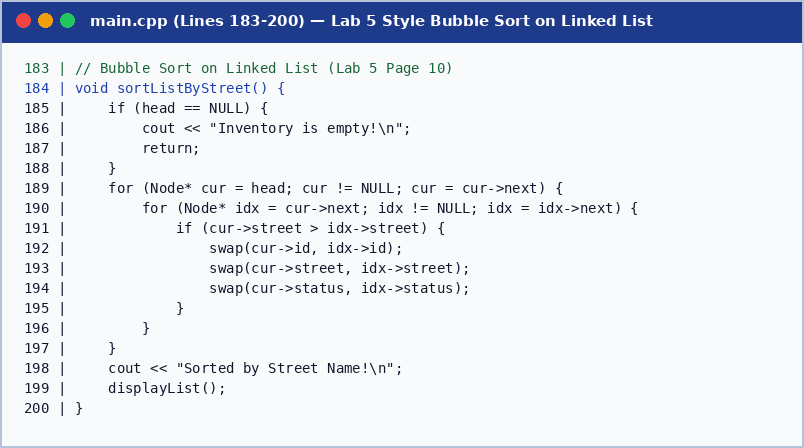 main.cpp (Lines 183-200) — Lab 5 Style Bubble Sort on Linked List
183 | // Bubble Sort on Linked List (Lab 5 Page 10)
184 | void sortListByStreet() {
185 |     if (head == NULL) {
186 |         cout << "Inventory is empty!\n";
187 |         return;
188 |     }
189 |     for (Node* cur = head; cur != NULL; cur = cur->next) {
190 |         for (Node* idx = cur->next; idx != NULL; idx = idx->next) {
191 |             if (cur->street > idx->street) {
192 |                 swap(cur->id, idx->id);
193 |                 swap(cur->street, idx->street);
194 |                 swap(cur->status, idx->status);
195 |             }
196 |         }
197 |     }
198 |     cout << "Sorted by Street Name!\n";
199 |     displayList();
200 | }